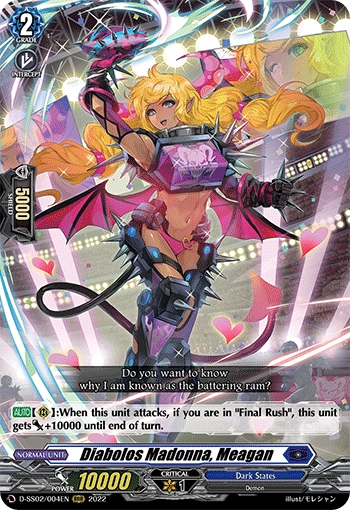 2
GRADE
INTERCEPT
5000
SHIELD
Do you want to know
why I am known as the battering ram?
AUTO [ R ]:When this unit attacks, if you are in "Final Rush", this unit
gets +10000 until end of turn.
NORMAL UNIT
Diabolos Madonna, Meagan
POWER 10000
CRITICAL
1
Dark States
Demon
D-SS02/004EN RRR 2022
illust/モレシャン